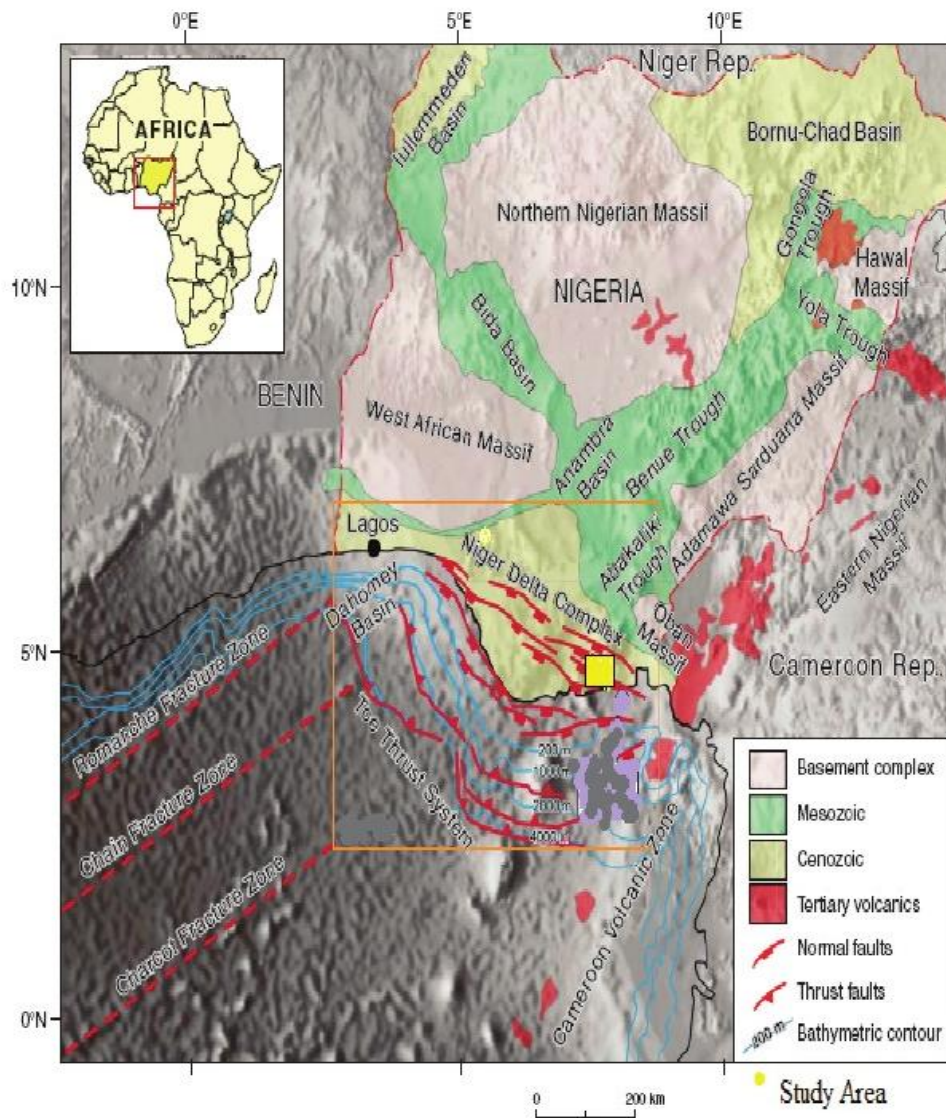 0°E
5°E
10°E
10°N
5°N
0°N
AFRICA
Niger Rep.
Iullemmeden
Basin
Bornu-Chad Basin
Northern Nigerian Massif
Gongola
Trough
Hawal
Massif
NIGERIA
Yola Trough
Bida Basin
BENIN
West African Massif
Anambra
Basin
Benue Trough
Adamawa Sarduana Massif
Lagos
Niger Delta Complex
Abakaliki
Trough
Eastern Nigerian
Massif
Dahomey
Basin
Oban
Massif
Cameroon Rep.
Romanche Fracture Zone
Toe Thrust System
200 m
1000 m
2000 m
4000 m
Chain Fracture Zone
Charcot Fracture Zone
Cameroon Volcanic Zone
Basement complex
Mesozoic
Cenozoic
Tertiary volcanics
Normal faults
Thrust faults
200 m
Bathymetric contour
Study Area
0 200 km